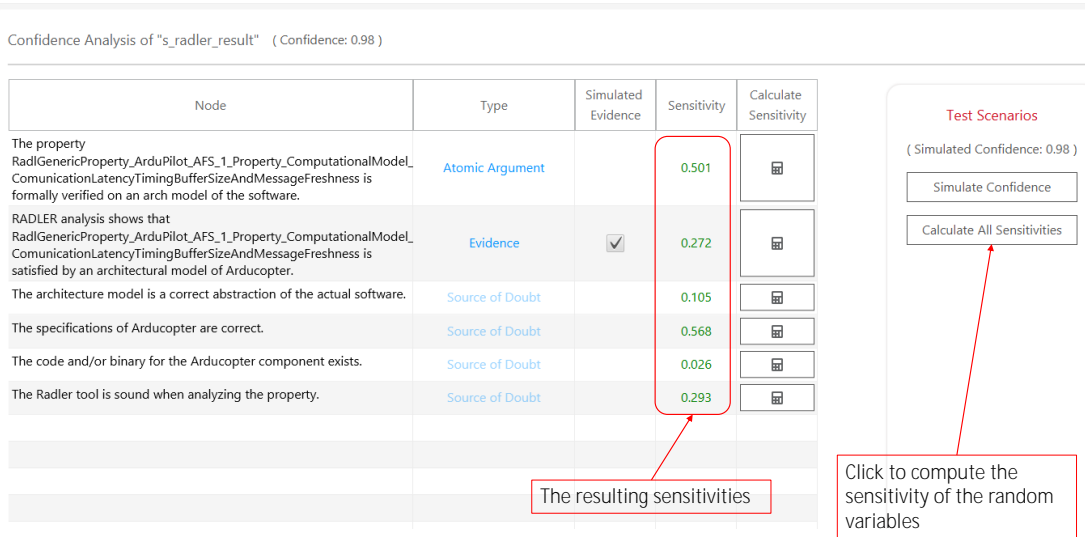 Confidence Analysis of "s_radler_result" ( Confidence: 0.98 )
Node
Type
Simulated
Evidence
Sensitivity
Calculate
Sensitivity
The property
RadlGenericProperty_ArduPilot_AFS_1_Property_ComputationalModel_
ComunicationLatencyTimingBufferSizeAndMessageFreshness is
formally verified on an arch model of the software.
Atomic Argument
0.501
RADLER analysis shows that
RadlGenericProperty_ArduPilot_AFS_1_Property_ComputationalModel_
ComunicationLatencyTimingBufferSizeAndMessageFreshness is
satisfied by an architectural model of Arducopter.
Evidence
0.272
The architecture model is a correct abstraction of the actual software.
Source of Doubt
0.105
The specifications of Arducopter are correct.
Source of Doubt
0.568
The code and/or binary for the Arducopter component exists.
Source of Doubt
0.026
The Radler tool is sound when analyzing the property.
Source of Doubt
0.293
The resulting sensitivities
Test Scenarios
( Simulated Confidence: 0.98 )
Simulate Confidence
Calculate All Sensitivities
Click to compute the
sensitivity of the random
variables